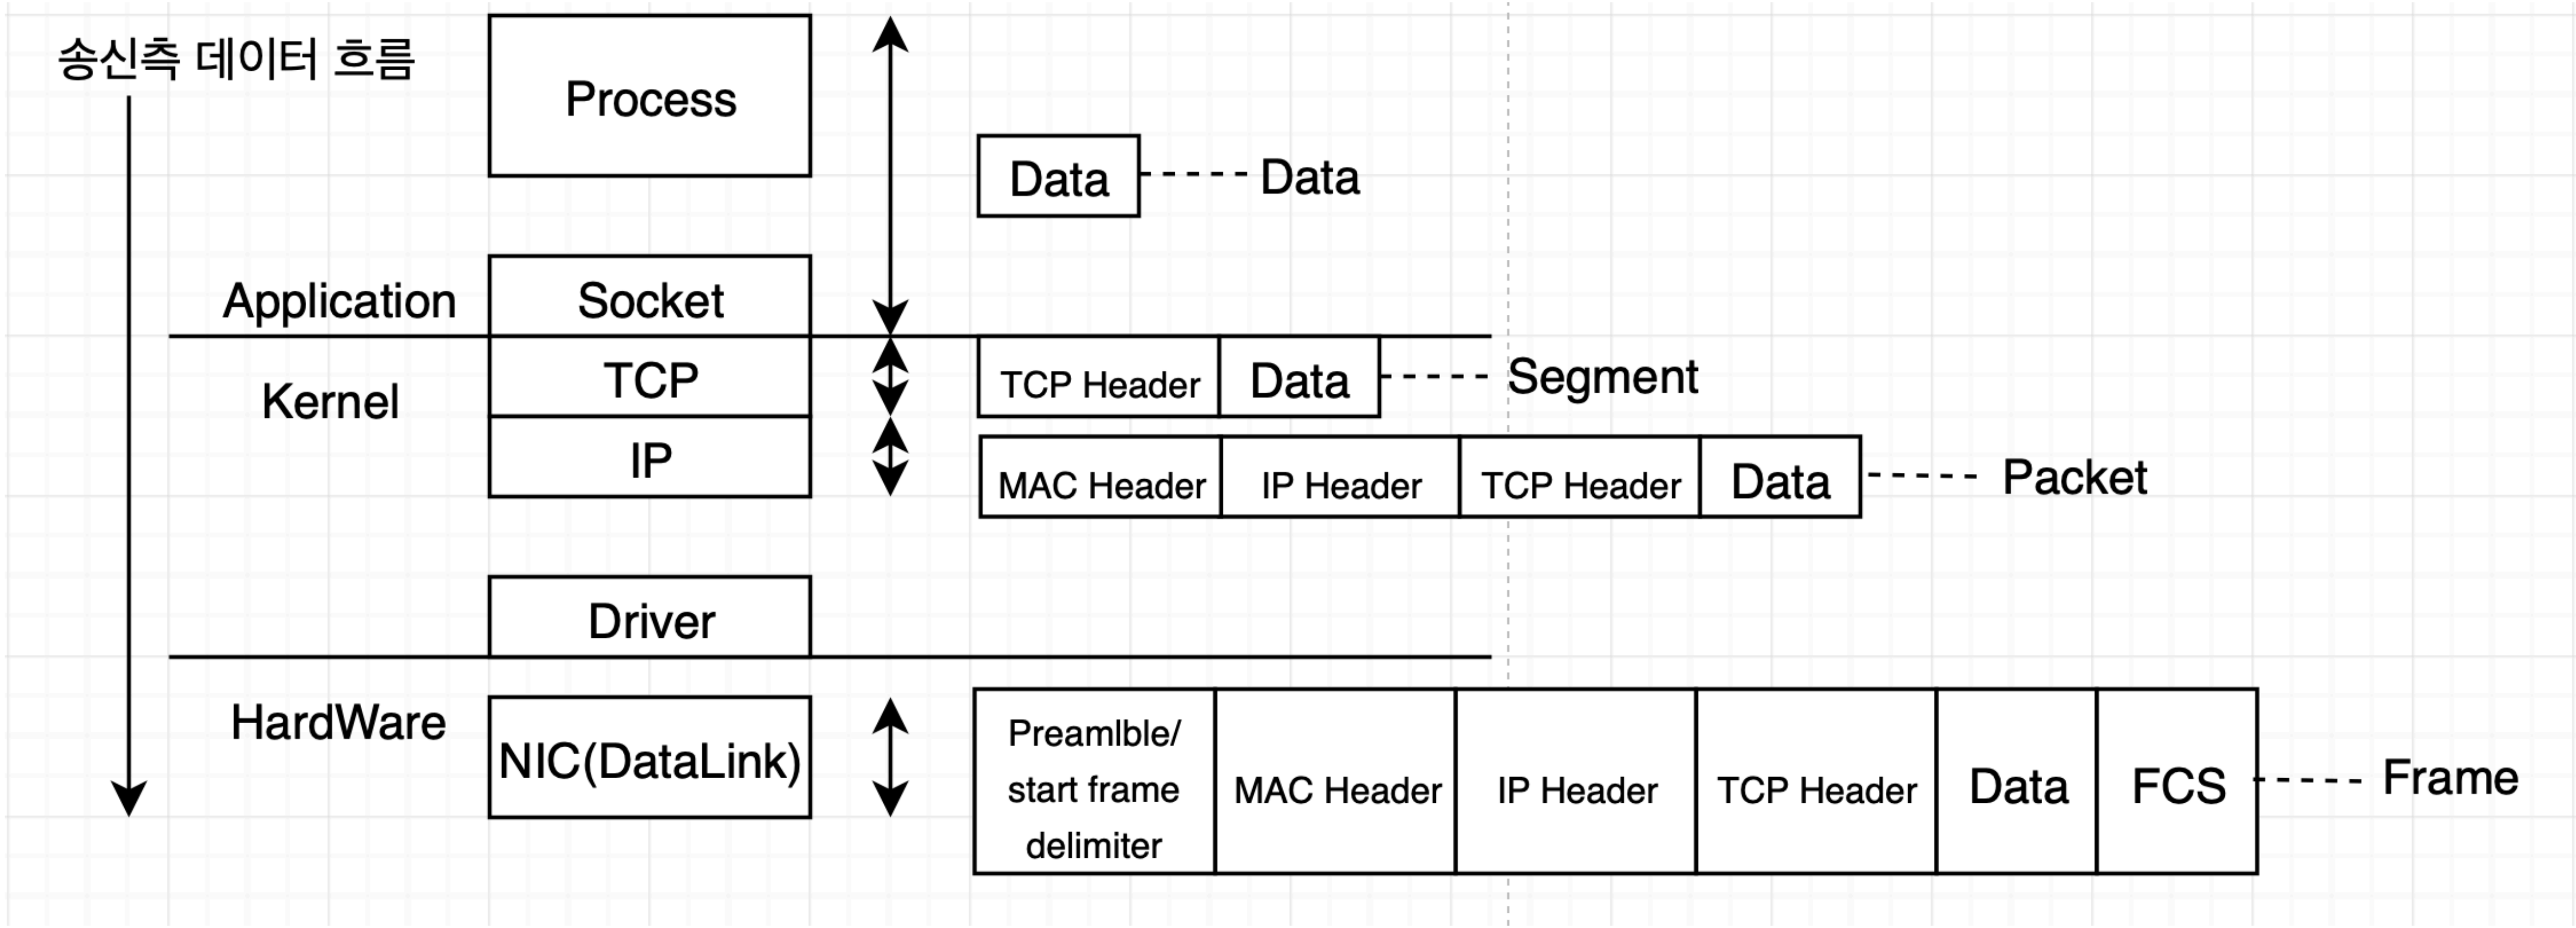 송신측 데이터 흐름
Process
Data
Data
Application
Socket
Kernel
TCP
TCP Header
Data
Segment
IP
MAC Header
IP Header
TCP Header
Data
Packet
Driver
HardWare
NIC(DataLink)
Preamlble/
start frame
delimiter
MAC Header
IP Header
TCP Header
Data
FCS
Frame